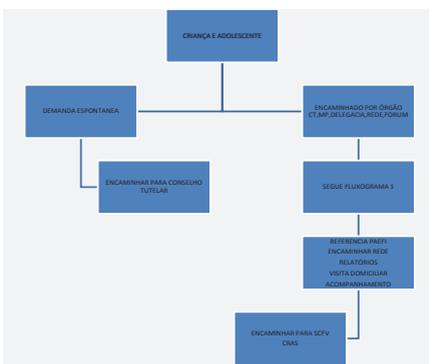 CRIANÇA E ADOLESCENTE
DEMANDA ESPONTANEA
ENCAMINHADO POR ÓRGÃO
CT,MP,DELEGACIA,REDE,FORUM
ENCAMINHAR PARA CONSELHO
TUTELAR
SEGUE FLUXOGRAMA 1
REFERENCIA PAEFI
ENCAMINHAR REDE
RELATÓRIOS
VISITA DOMICILIAR
ACOMPANHAMENTO
ENCAMINHAR PARA SCFV
CRAS